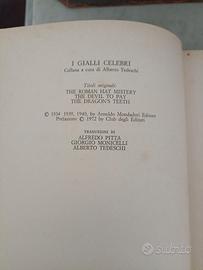 I GIALLI CELEBRI
Collana a cura di Alberto Tedeschi
Titoli originali:
THE ROMAN HAT MISTERY
THE DEVIL TO PAY
THE DRAGON'S TEETH
© 1934 1939, 1940, by Arnoldo Mondadori Editore
Prefazione © 1972 by Club degli Editori
TRADUZIONI DI
ALFREDO PITTA
GIORGIO MONICELLI
ALBERTO TEDESCHI
subito.it